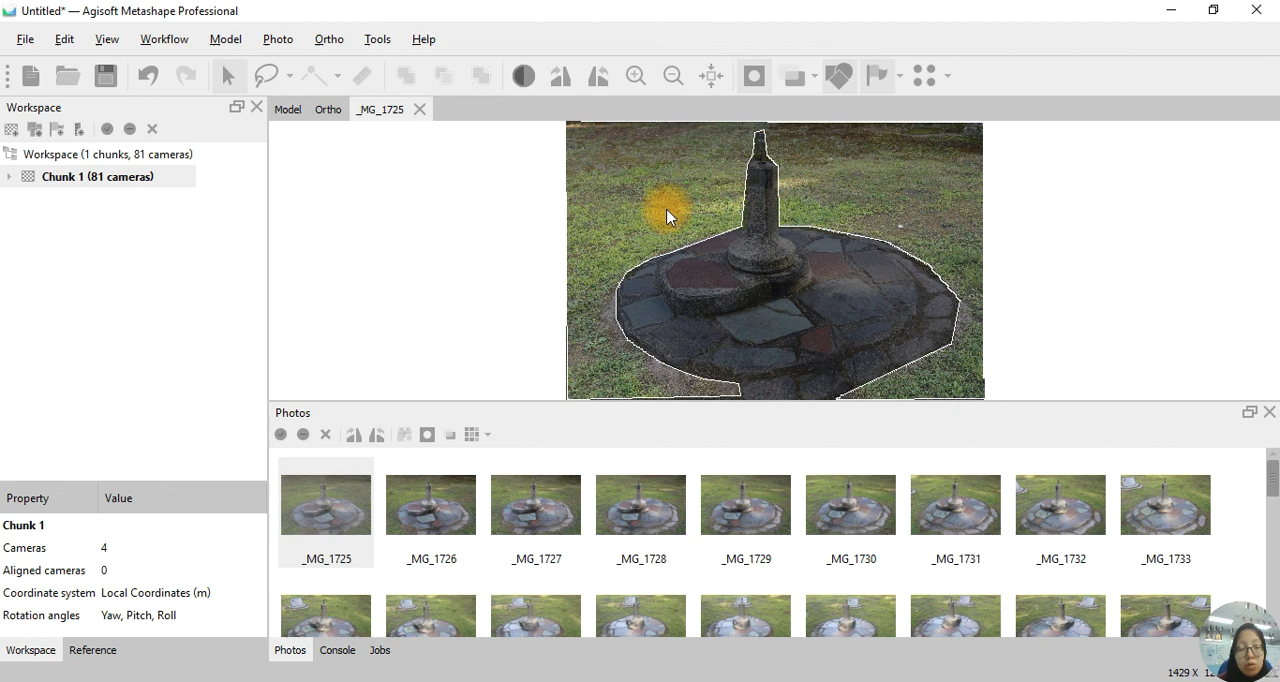 Untitled* — Agisoft Metashape Professional
File Edit View Workflow Model Photo Ortho Tools Help
Workspace
Model Ortho _MG_1725
Workspace (1 chunks, 81 cameras)
Chunk 1 (81 cameras)
Photos
Property Value
Chunk 1
Cameras 4
Aligned cameras 0
Coordinate system Local Coordinates (m)
Rotation angles Yaw, Pitch, Roll
_MG_1725 _MG_1726 _MG_1727 _MG_1728 _MG_1729 _MG_1730 _MG_1731 _MG_1732 _MG_1733
Workspace Reference
Photos Console Jobs
1429 X